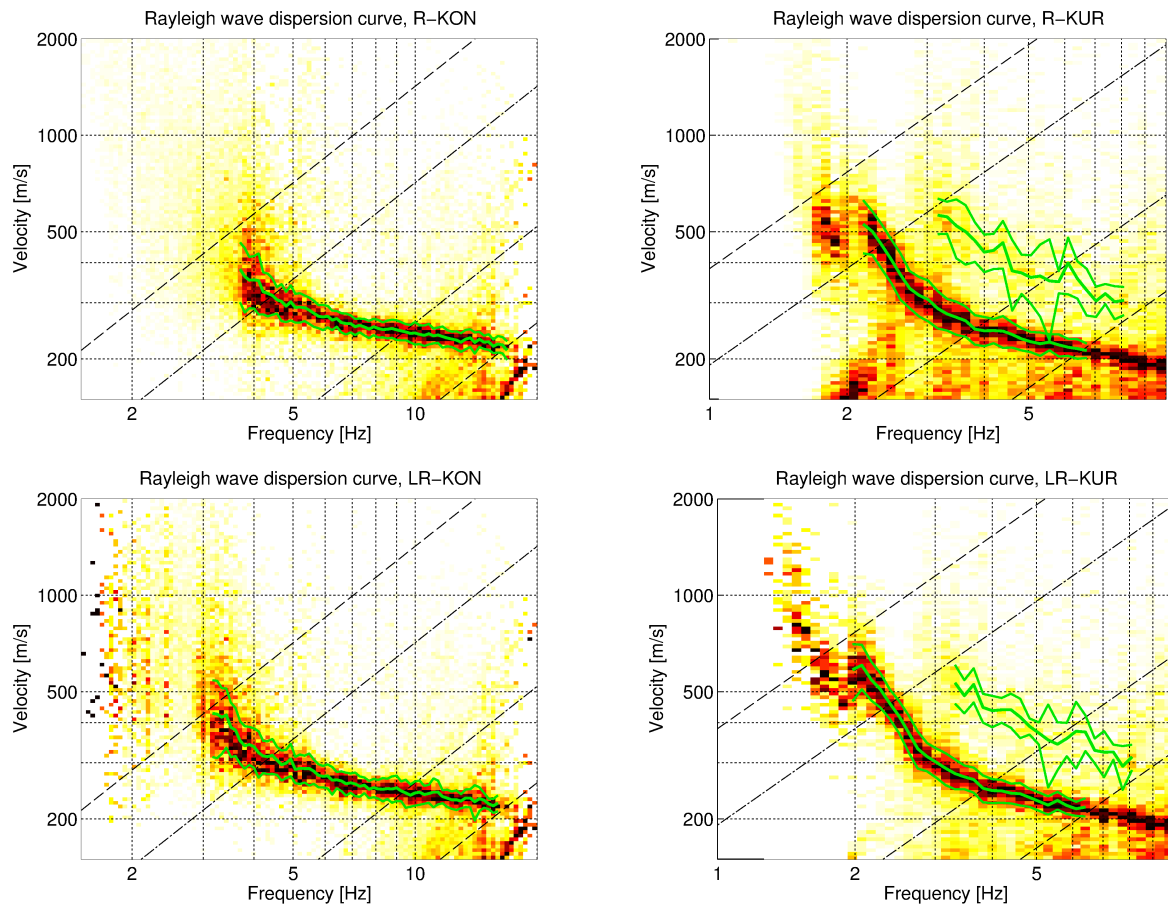 Rayleigh wave dispersion curve, R−KON
2000
1000
500
200
Velocity [m/s]
2
5
10
Frequency [Hz]
Rayleigh wave dispersion curve, R−KUR
2000
1000
500
200
Velocity [m/s]
1
2
5
Frequency [Hz]
Rayleigh wave dispersion curve, LR−KON
2000
1000
500
200
Velocity [m/s]
2
5
10
Frequency [Hz]
Rayleigh wave dispersion curve, LR−KUR
2000
1000
500
200
Velocity [m/s]
1
2
5
Frequency [Hz]